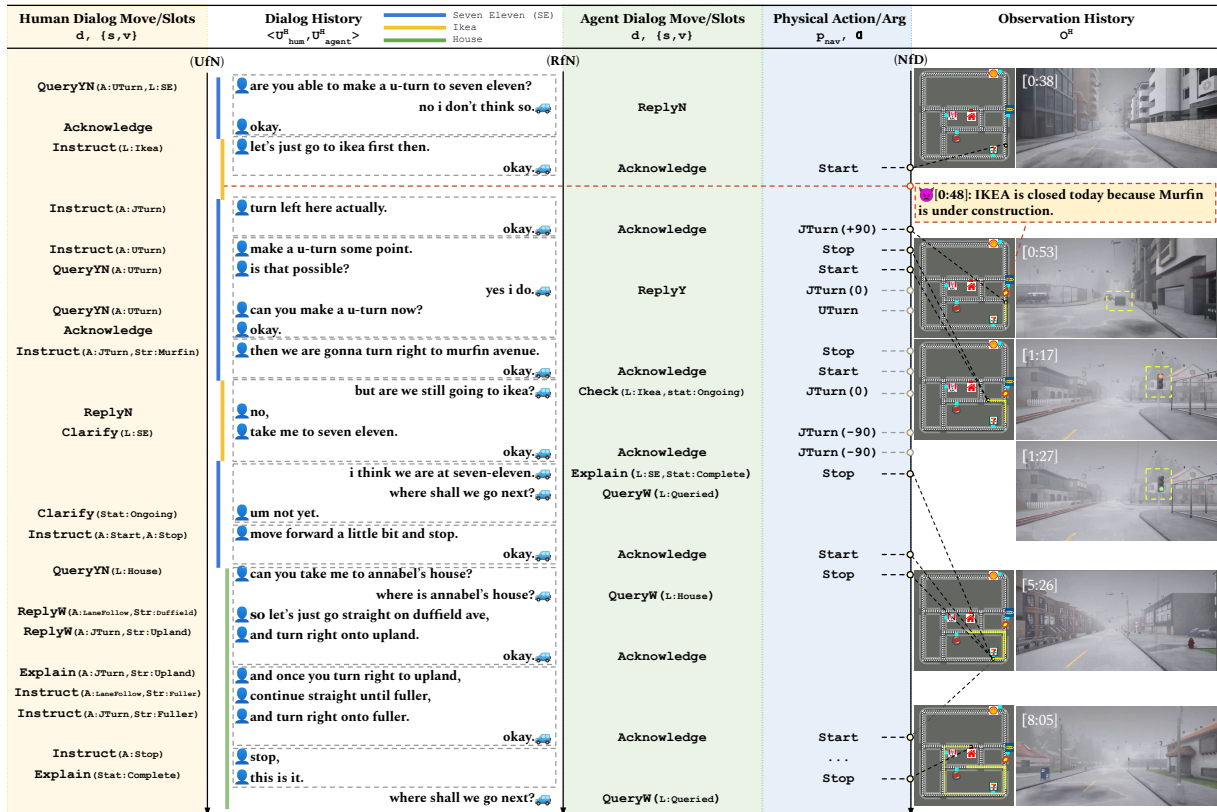 Human Dialog Move/Slots
d, {s,v}
Dialog History
<U^H_hum, U^H_agent>
Seven Eleven (SE)
Ikea
House
Agent Dialog Move/Slots
d, {s,v}
Physical Action/Arg
p_nav, α
Observation History
O^H
(UfN)
(RfN)
(NfD)
QueryYN(A:UTurn,L:SE)
are you able to make a u-turn to seven eleven?
no i don't think so.
ReplyN
Acknowledge
okay.
[0:38]
Instruct(L:Ikea)
let's just go to ikea first then.
okay.
Acknowledge
Start
[0:48]: IKEA is closed today because Murfin
is under construction.
Instruct(A:JTurn)
turn left here actually.
okay.
Acknowledge
JTurn(+90)
Instruct(A:UTurn)
make a u-turn some point.
Stop
[0:53]
QueryYN(A:UTurn)
is that possible?
Start
yes i do.
ReplyY
JTurn(0)
QueryYN(A:UTurn)
can you make a u-turn now?
UTurn
Acknowledge
okay.
Instruct(A:JTurn,Str:Murfin)
then we are gonna turn right to murfin avenue.
Stop
[1:17]
okay.
Acknowledge
Start
but are we still going to ikea?
Check(L:Ikea,stat:Ongoing)
JTurn(0)
ReplyN
no,
Clarify(L:SE)
take me to seven eleven.
JTurn(-90)
okay.
Acknowledge
JTurn(-90)
[1:27]
i think we are at seven-eleven.
Explain(L:SE,Stat:Complete)
Stop
where shall we go next?
QueryW(L:Queried)
Clarify(Stat:Ongoing)
um not yet.
Instruct(A:Start,A:Stop)
move forward a little bit and stop.
okay.
Acknowledge
Start
QueryYN(L:House)
can you take me to annabel's house?
Stop
[5:26]
where is annabel's house?
QueryW(L:House)
ReplyW(A:LaneFollow,Str:Duffield)
so let's just go straight on duffield ave,
ReplyW(A:JTurn,Str:Upland)
and turn right onto upland.
okay.
Acknowledge
Explain(A:JTurn,Str:Upland)
and once you turn right to upland,
Instruct(A:LaneFollow,Str:Fuller)
continue straight until fuller,
Instruct(A:JTurn,Str:Fuller)
and turn right onto fuller.
[8:05]
okay.
Acknowledge
Start
Instruct(A:Stop)
stop,
...
Explain(Stat:Complete)
this is it.
Stop
where shall we go next?
QueryW(L:Queried)